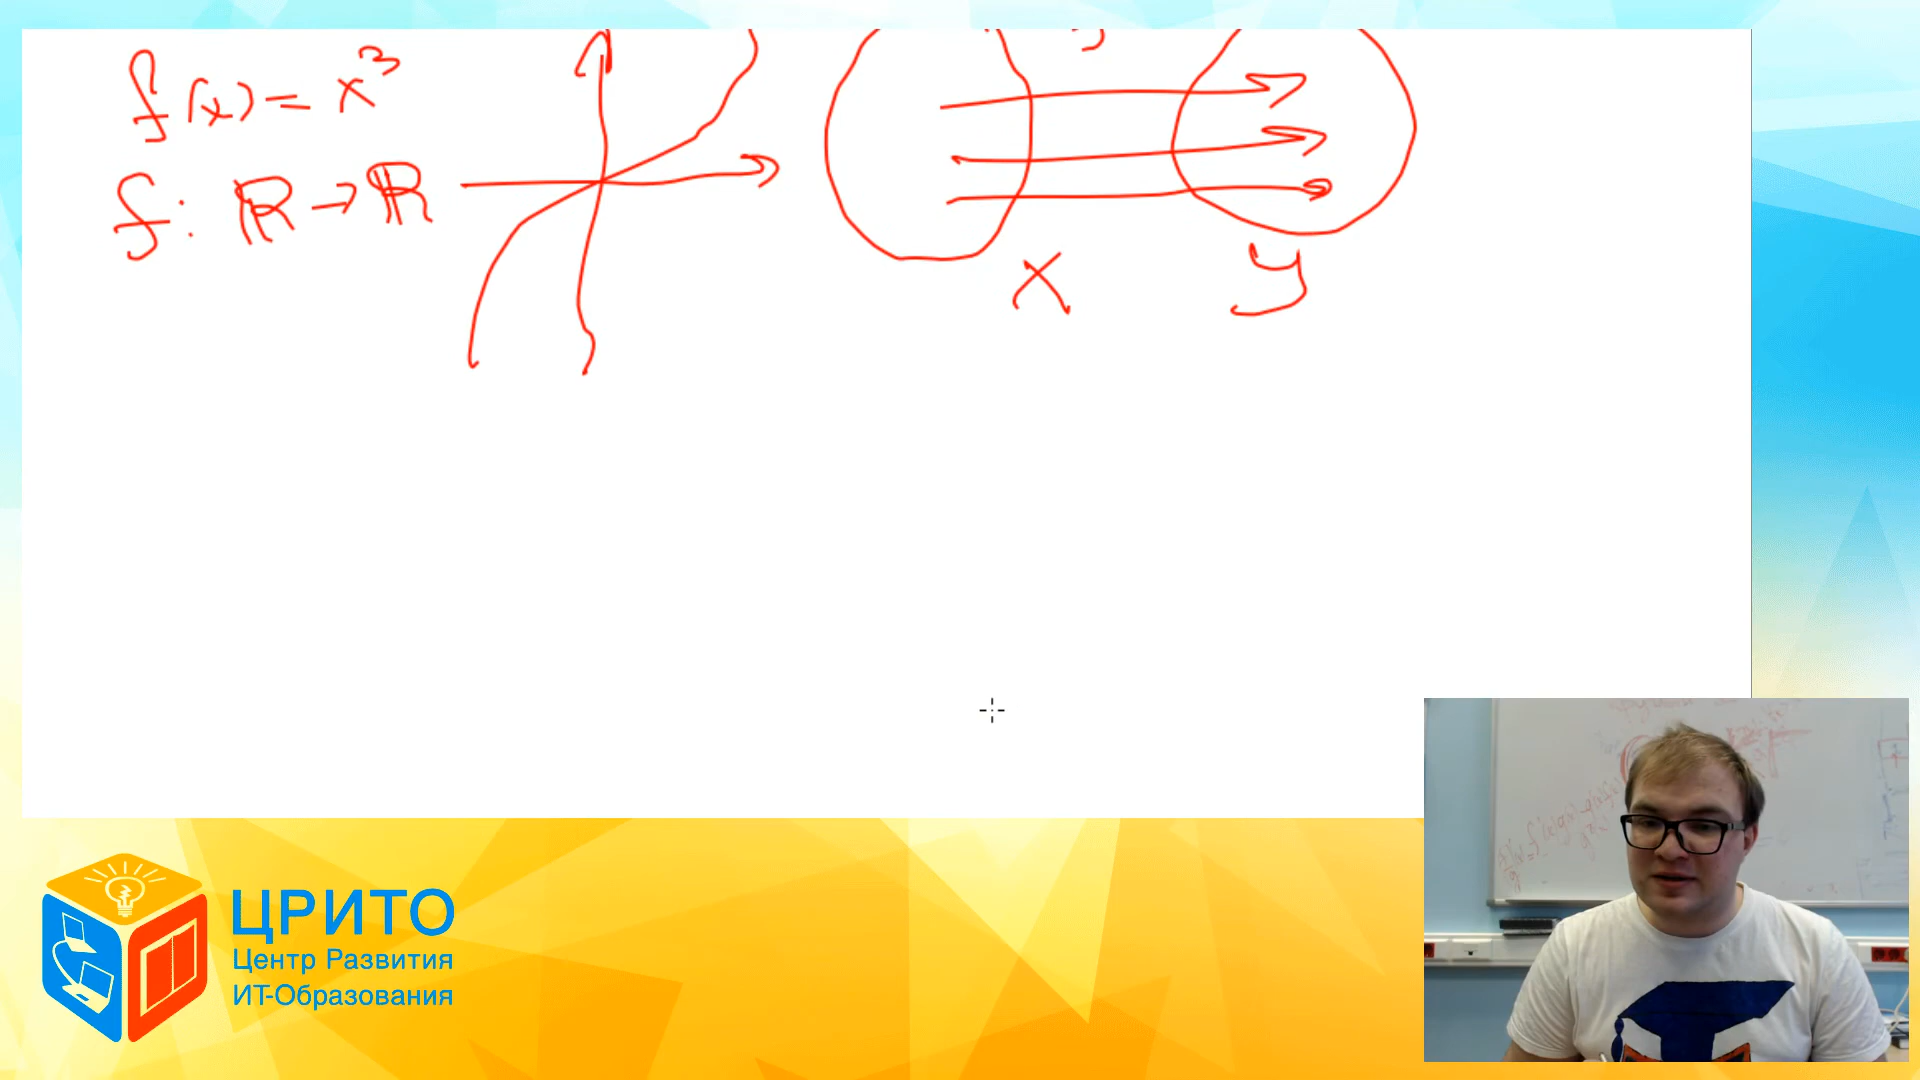 f(x) = x³
f: ℝ → ℝ
x
y
ЦРИТО
Центр Развития
ИТ-Образования